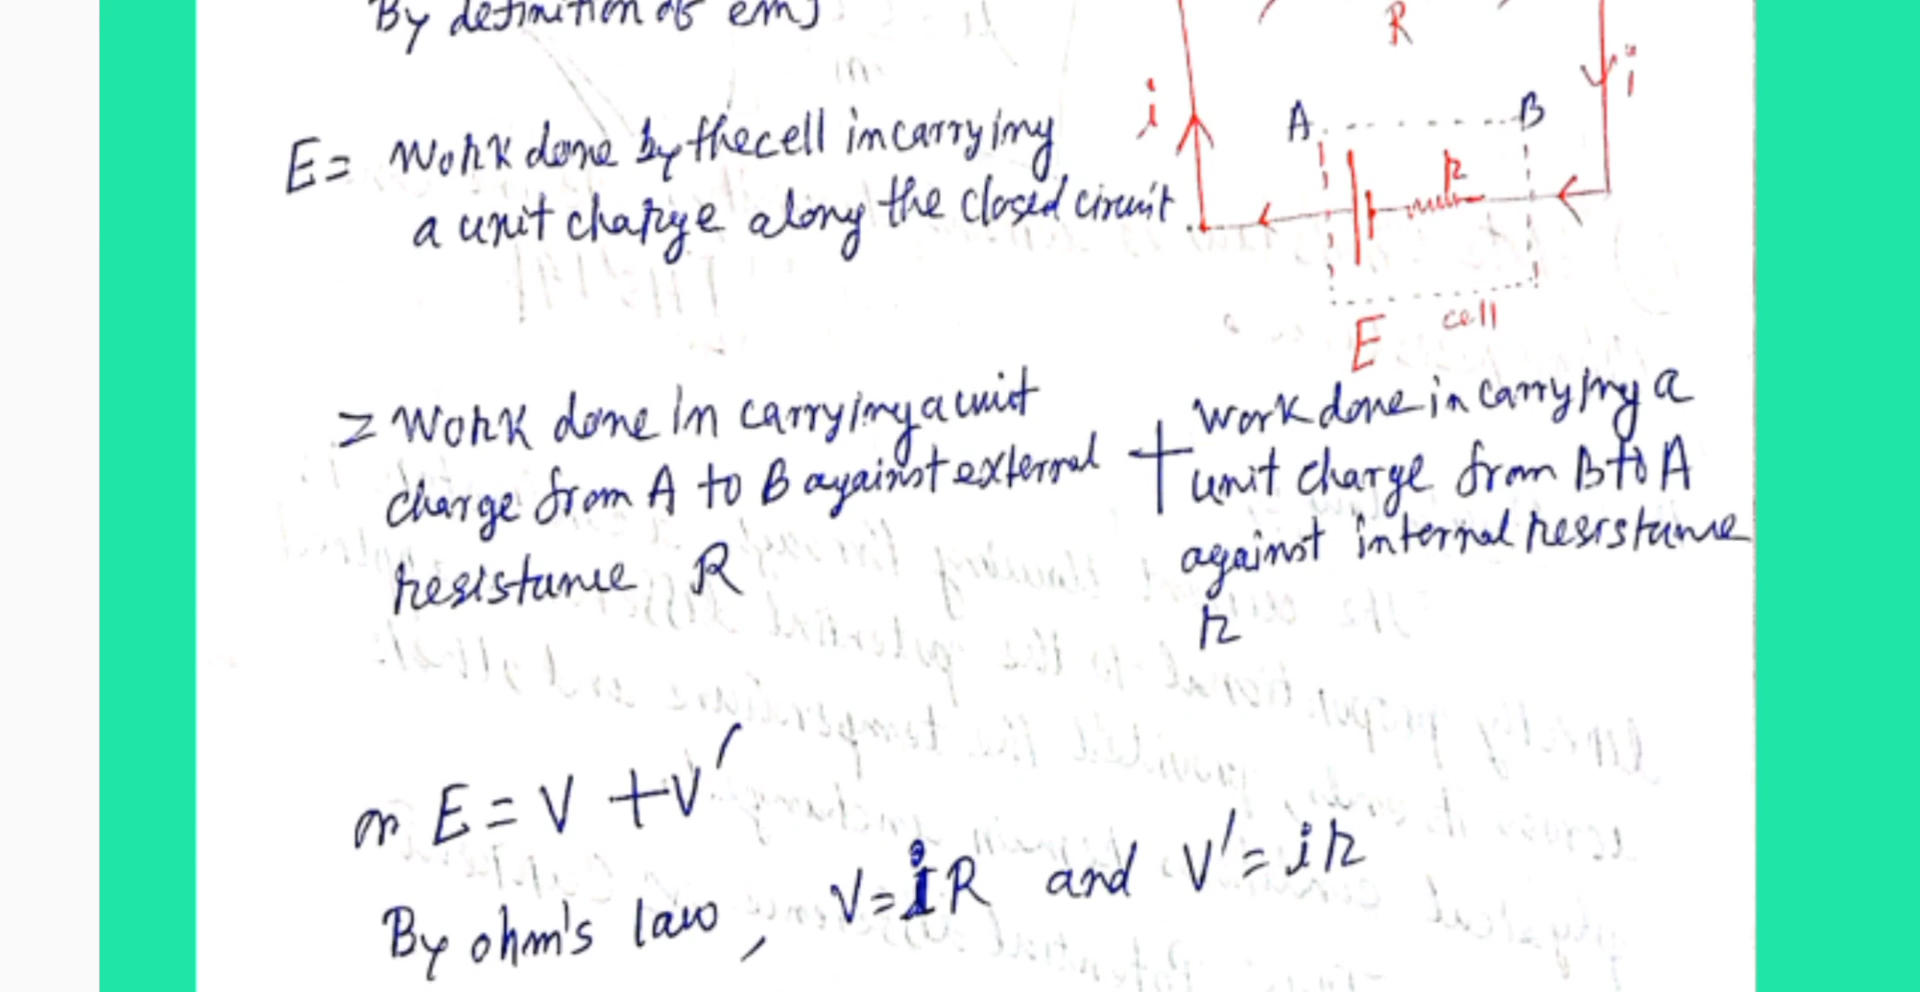 By definition of emf
R
i
i
A
B
r
E = Work done by the cell in carrying
a unit charge along the closed circuit.
cell
E
= Work done in carrying a unit
charge from A to B against external
resistance R
+
Work done in carrying a
unit charge from B to A
against internal resistance
r
or E = V + V′
By ohm's law, V = iR and V′ = ir